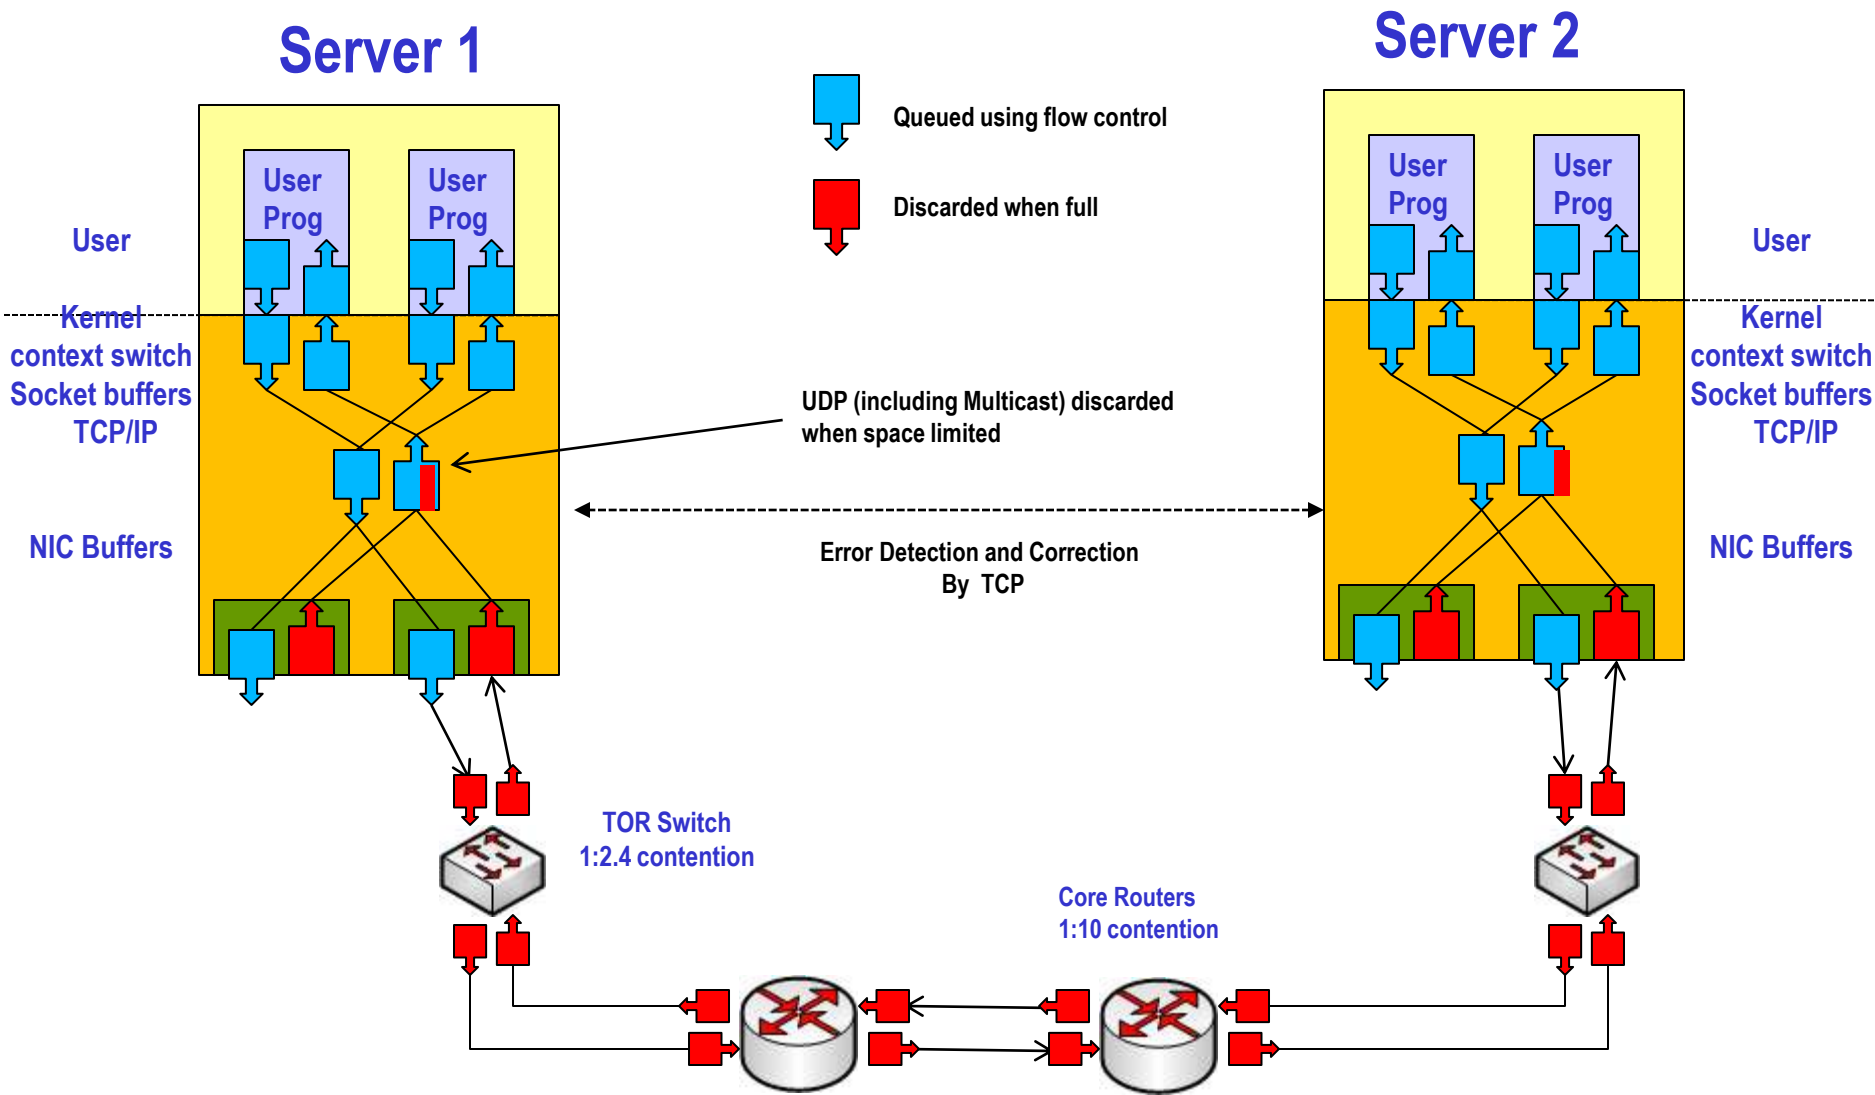 Server 1
Server 2
Queued using flow control
Discarded when full
User
Prog
User
Prog
User
Prog
User
Prog
User
User
Kernel
context switch
Socket buffers
TCP/IP
Kernel
context switch
Socket buffers
TCP/IP
UDP (including Multicast) discarded
when space limited
NIC Buffers
NIC Buffers
Error Detection and Correction
By TCP
TOR Switch
1:2.4 contention
Core Routers
1:10 contention